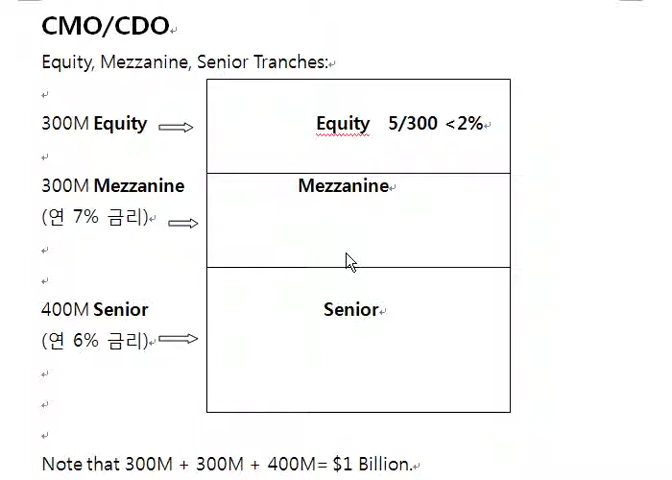 CMO/CDO
Equity, Mezzanine, Senior Tranches:
300M Equity
Equity 5/300 <2%
300M Mezzanine
Mezzanine
(연 7% 금리)
400M Senior
Senior
(연 6% 금리)
Note that 300M + 300M + 400M= $1 Billion.